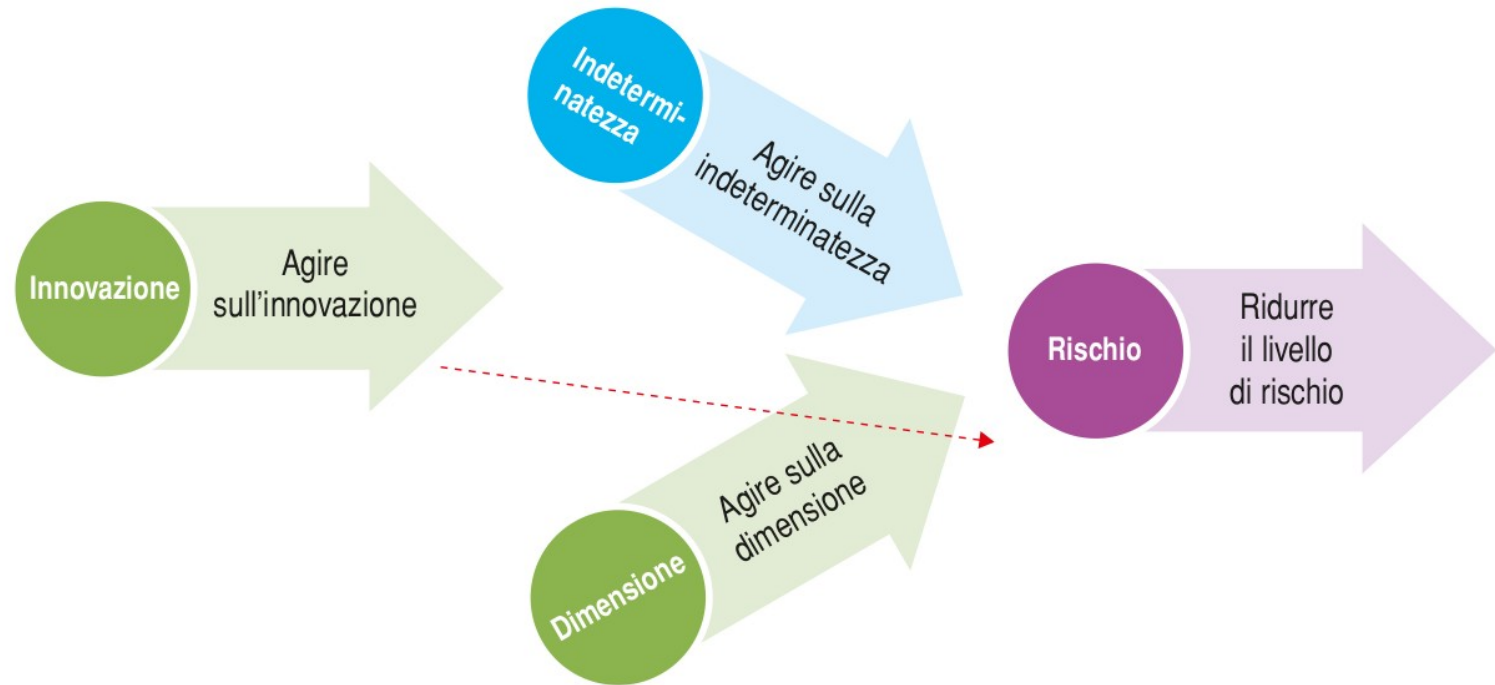 Innovazione
Agire
sull'innovazione
Indetermi-
natezza
Agire sulla
indeterminatezza
Dimensione
Agire sulla
dimensione
Rischio
Ridurre
il livello
di rischio